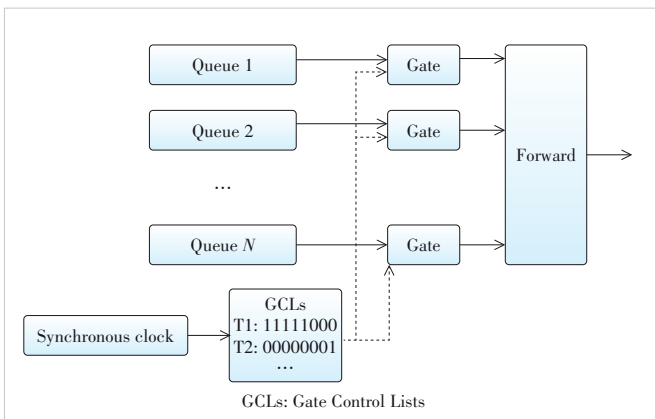 Queue 1
Gate
Queue 2
Gate
Forward
...
Queue N
Gate
Synchronous clock
GCLs
T1: 11111000
T2: 00000001
...
GCLs: Gate Control Lists